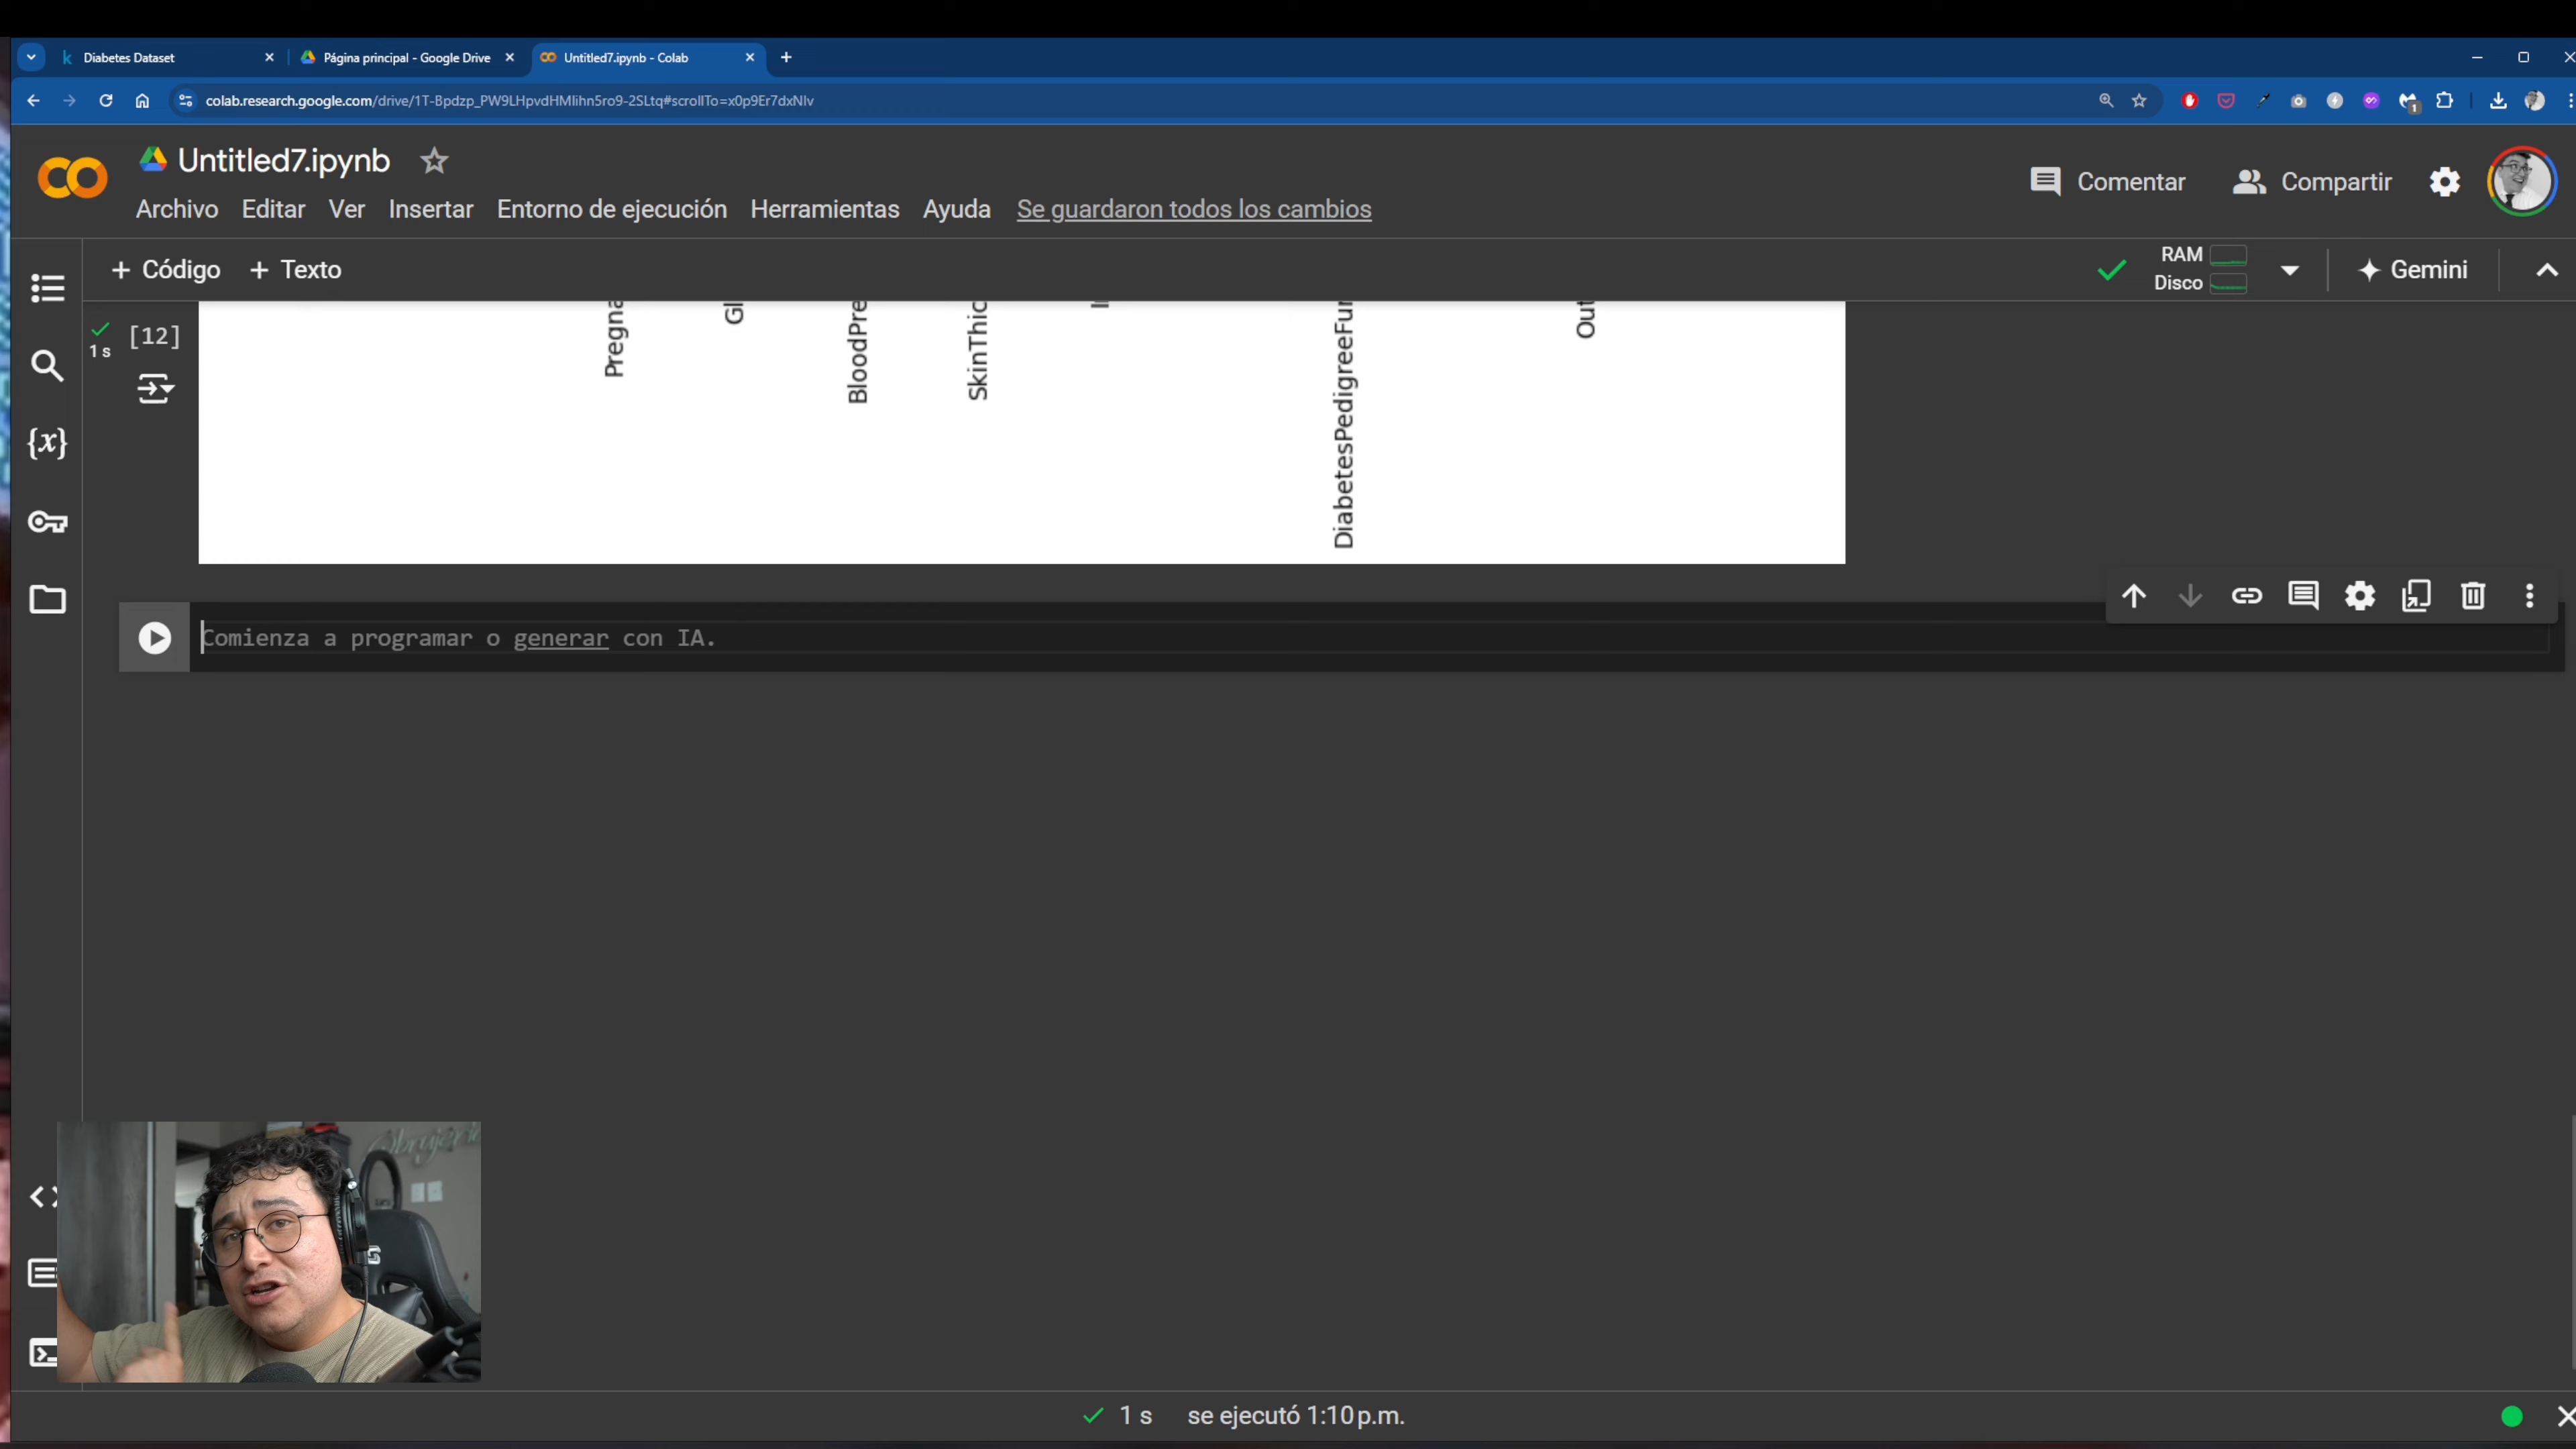 Diabetes Dataset
Página principal - Google Drive
Untitled7.ipynb - Colab
colab.research.google.com/drive/1T-Bpdzp_PW9LHpvdHMlihn5ro9-2SLtq#scrollTo=x0p9Er7dxNlv
Untitled7.ipynb
Comentar
Compartir
Archivo Editar Ver Insertar Entorno de ejecución Herramientas Ayuda Se guardaron todos los cambios
+ Código + Texto
RAM
Disco
Gemini
[12]
1 s
Pregna
Gl
BloodPre
SkinThic
DiabetesPedigreeFun
Out
Comienza a programar o generar con IA.
1 s se ejecutó 1:10 p.m.